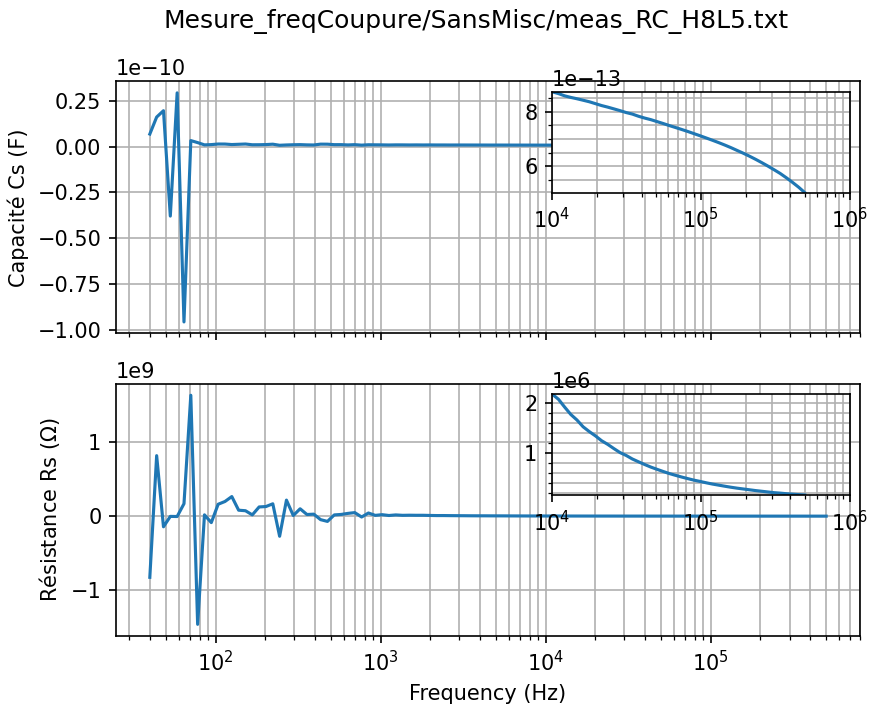 Mesure_freqCoupure/SansMisc/meas_RC_H8L5.txt
1e−10
1e−13
0.25
0.00
−0.25
−0.50
−0.75
−1.00
8
6
10⁴ 10⁵ 10⁶
Capacité Cs (F)
1e9
1e6
1
0
−1
2
1
10⁴ 10⁵ 10⁶
Résistance Rs (Ω)
10² 10³ 10⁴ 10⁵
Frequency (Hz)